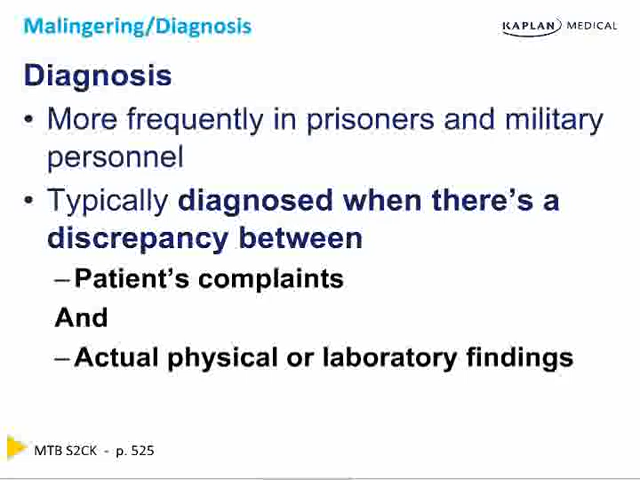 Malingering/Diagnosis
KAPLAN MEDICAL
Diagnosis
• More frequently in prisoners and military
personnel
• Typically diagnosed when there's a
discrepancy between
–Patient's complaints
And
–Actual physical or laboratory findings
MTB S2CK - p. 525